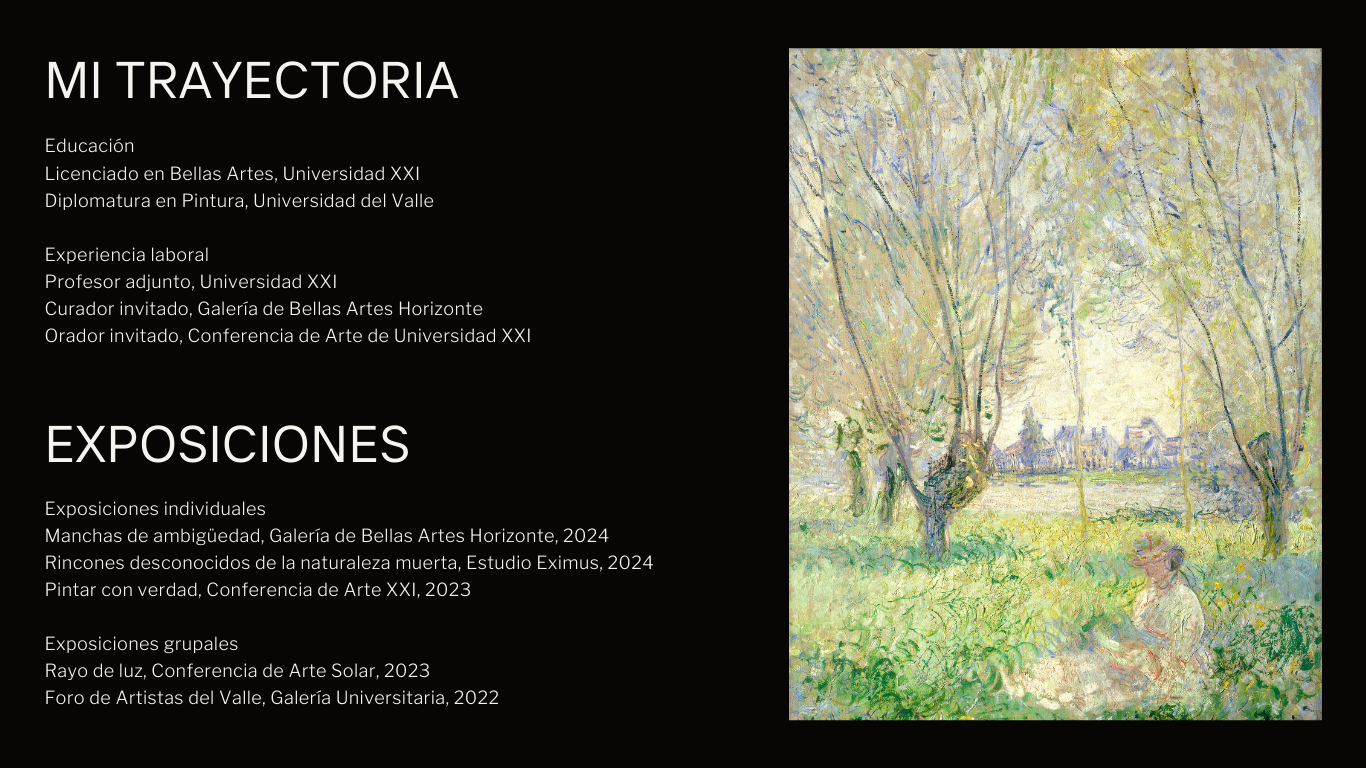 MI TRAYECTORIA
Educación
Licenciado en Bellas Artes, Universidad XXI
Diplomatura en Pintura, Universidad del Valle
Experiencia laboral
Profesor adjunto, Universidad XXI
Curador invitado, Galería de Bellas Artes Horizonte
Orador invitado, Conferencia de Arte de Universidad XXI
EXPOSICIONES
Exposiciones individuales
Manchas de ambigüedad, Galería de Bellas Artes Horizonte, 2024
Rincones desconocidos de la naturaleza muerta, Estudio Eximus, 2024
Pintar con verdad, Conferencia de Arte XXI, 2023
Exposiciones grupales
Rayo de luz, Conferencia de Arte Solar, 2023
Foro de Artistas del Valle, Galería Universitaria, 2022